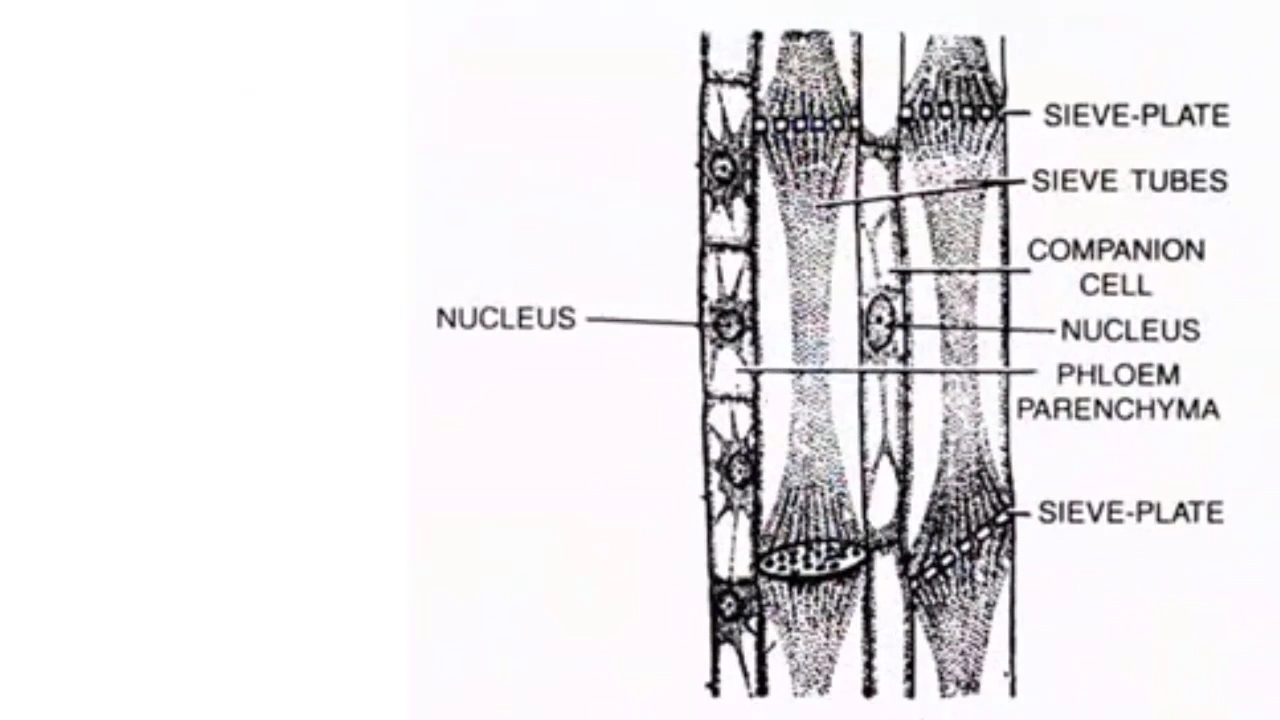 SIEVE-PLATE
SIEVE TUBES
COMPANION
CELL
NUCLEUS
NUCLEUS
PHLOEM
PARENCHYMA
SIEVE-PLATE